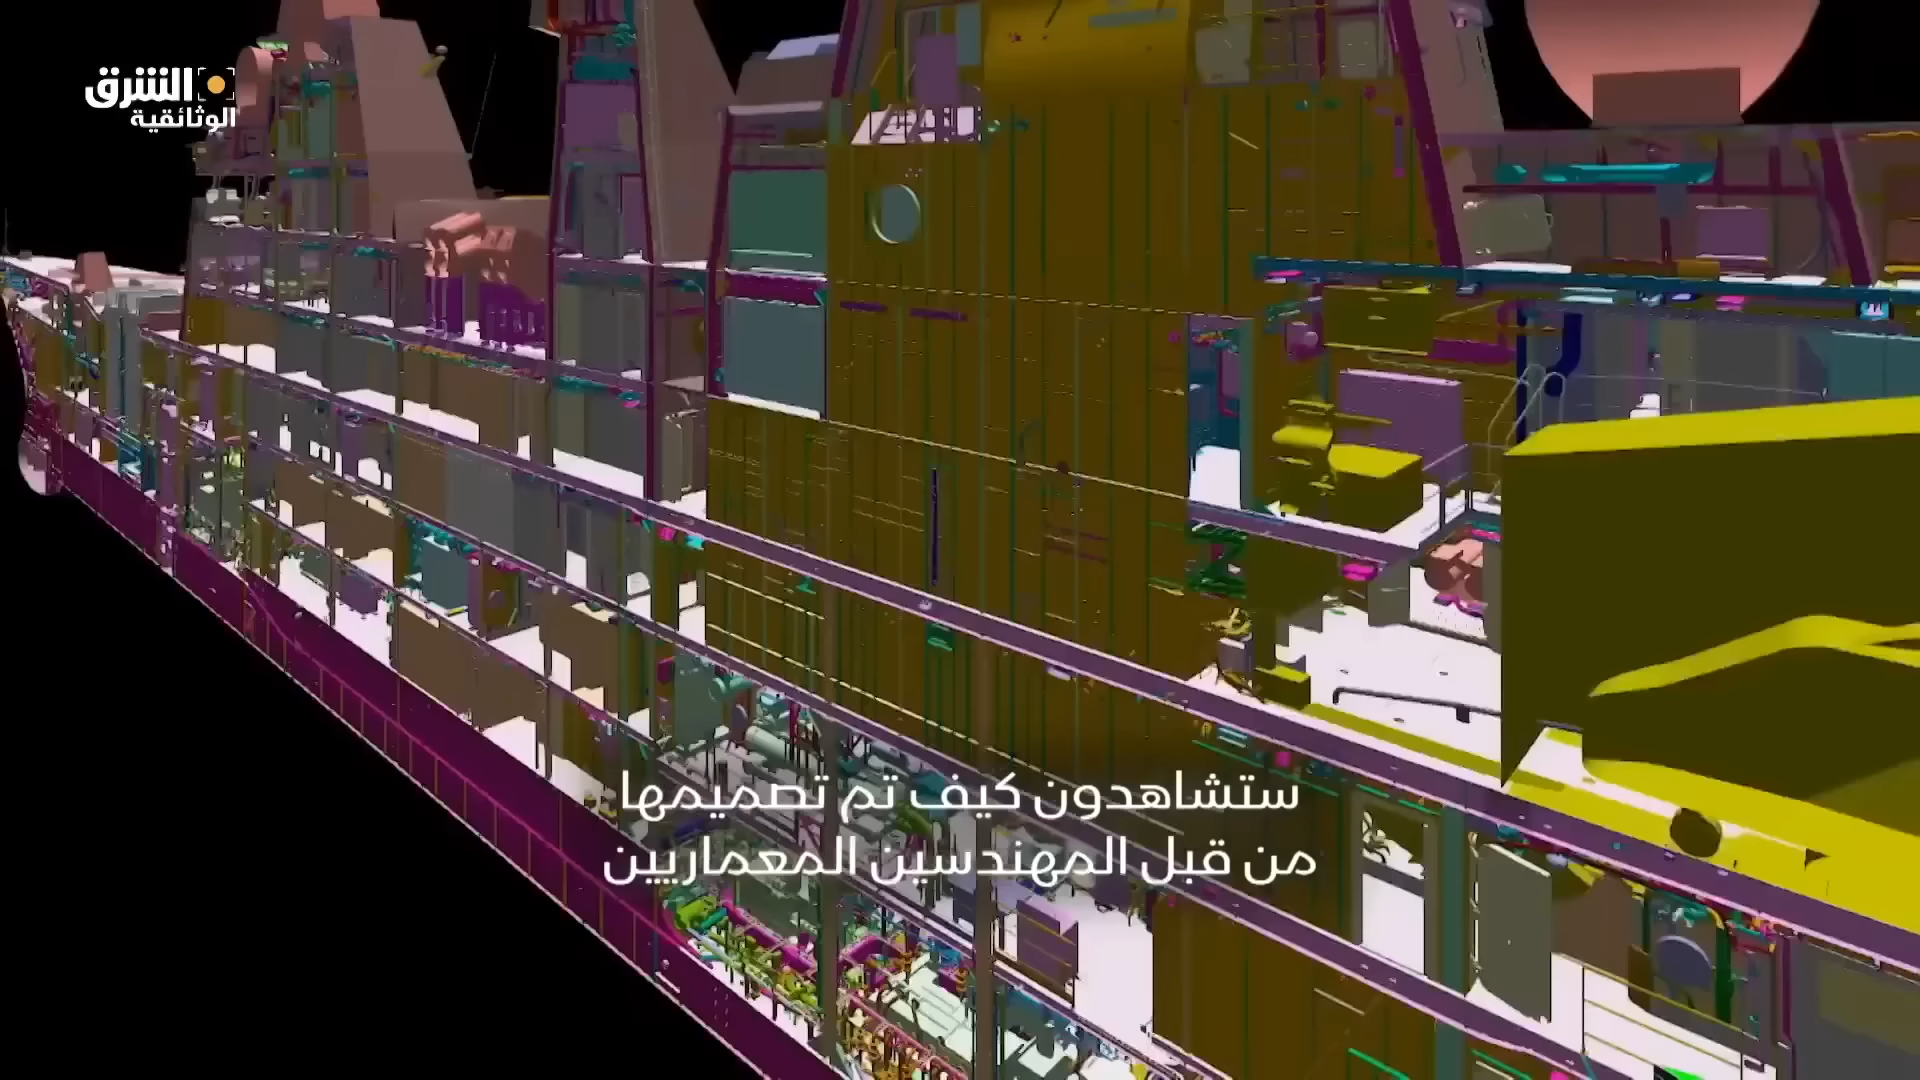 الشرق
الوثائقية
ستشاهدون كيف تم تصميمها
من قبل المهندسين المعماريين